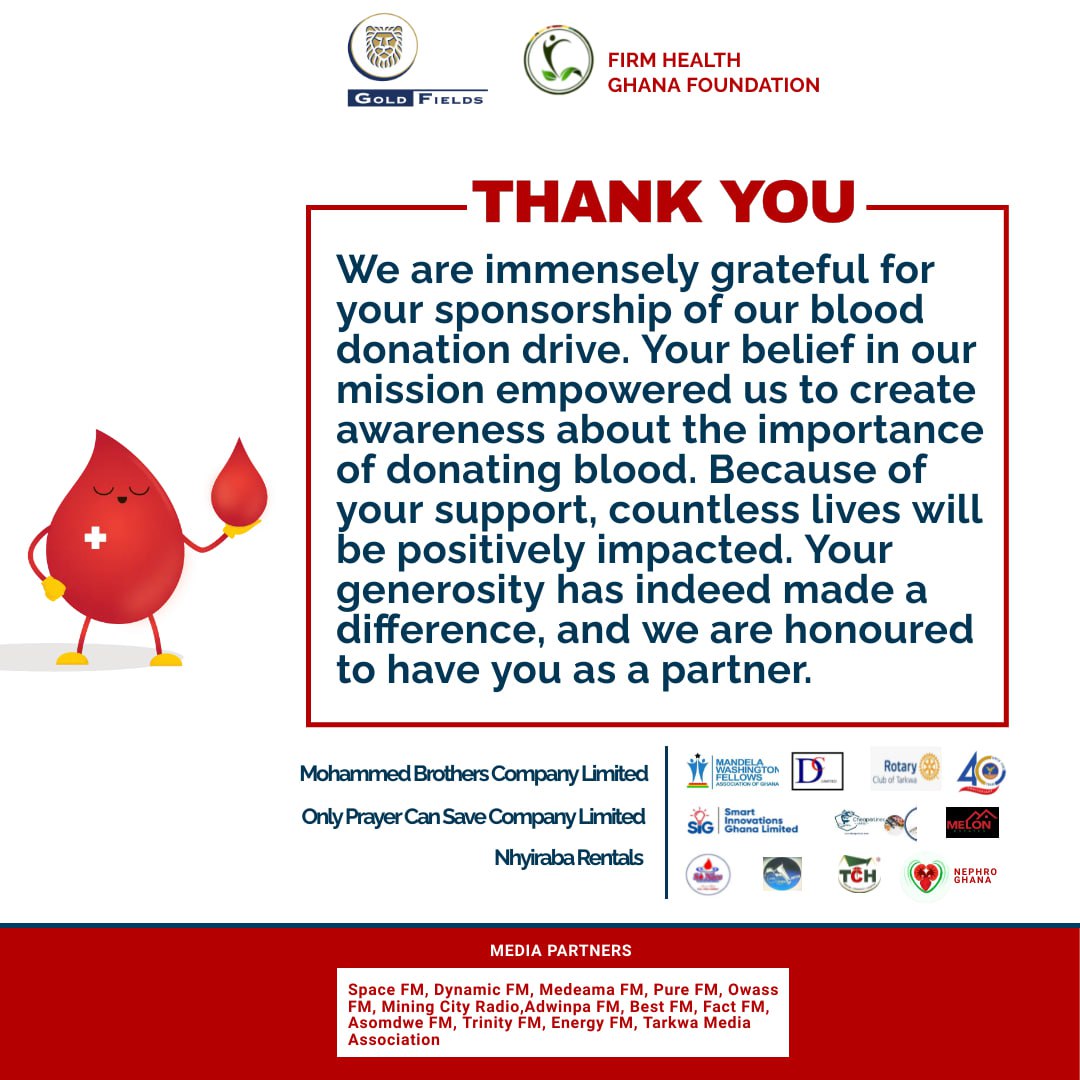 GOLD FIELDS
FIRM HEALTH
GHANA FOUNDATION
THANK YOU
We are immensely grateful for
your sponsorship of our blood
donation drive. Your belief in our
mission empowered us to create
awareness about the importance
of donating blood. Because of
your support, countless lives will
be positively impacted. Your
generosity has indeed made a
difference, and we are honoured
to have you as a partner.
Mohammed Brothers Company Limited
Only Prayer Can Save Company Limited
Nhyiraba Rentals
MANDELA
WASHINGTON
FELLOWS
ASSOCIATION OF GHANA
DS
LIMITED
Rotary
Club of Tarkwa
40
SIG
Smart
Innovations
Ghana Limited
MELON
TCH
NEPHRO
GHANA
MEDIA PARTNERS
Space FM, Dynamic FM, Medeama FM, Pure FM, Owass
FM, Mining City Radio,Adwinpa FM, Best FM, Fact FM,
Asomdwe FM, Trinity FM, Energy FM, Tarkwa Media
Association